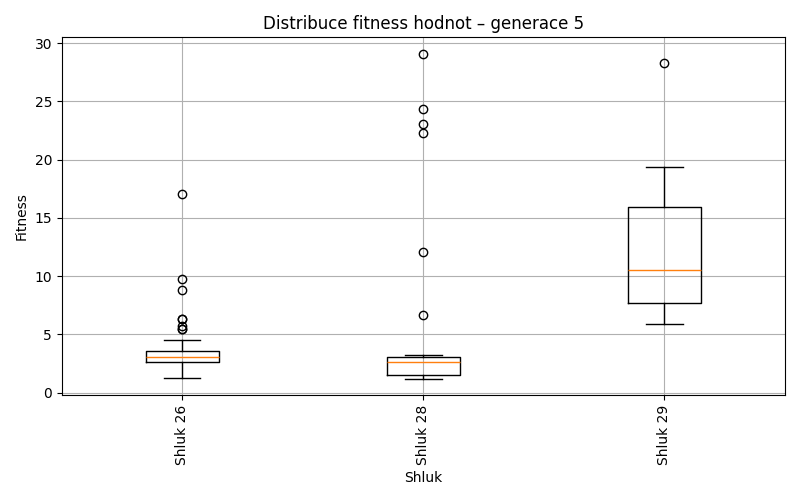 Distribuce fitness hodnot – generace 5
Fitness
30
25
20
15
10
5
0
Shluk 26
Shluk 28
Shluk 29
Shluk